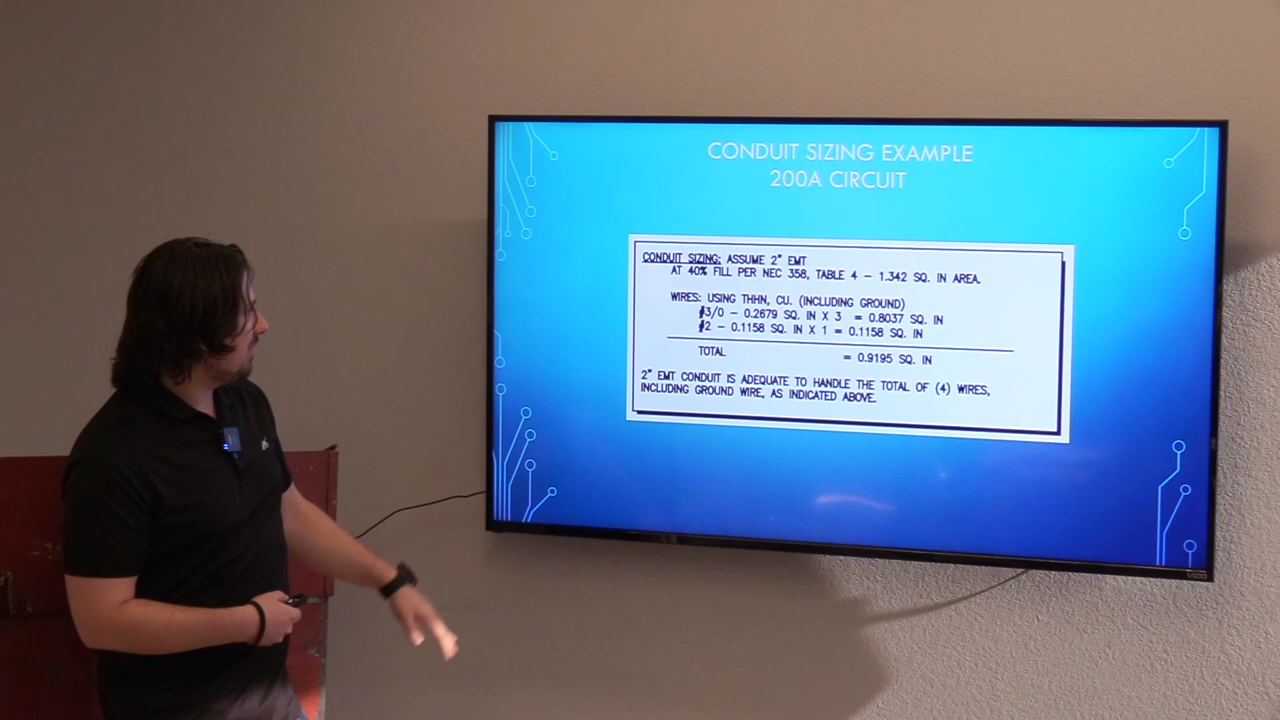 CONDUIT SIZING EXAMPLE
200A CIRCUIT
CONDUIT SIZING: ASSUME 2" EMT
AT 40% FILL PER NEC 358, TABLE 4 - 1.342 SQ. IN AREA.
WIRES: USING THHN, CU. (INCLUDING GROUND)
#3/0 - 0.2679 SQ. IN X 3 = 0.8037 SQ. IN
#2 - 0.1158 SQ. IN X 1 = 0.1158 SQ. IN
TOTAL = 0.9195 SQ. IN
2" EMT CONDUIT IS ADEQUATE TO HANDLE THE TOTAL OF (4) WIRES,
INCLUDING GROUND WIRE, AS INDICATED ABOVE.
VIZIO